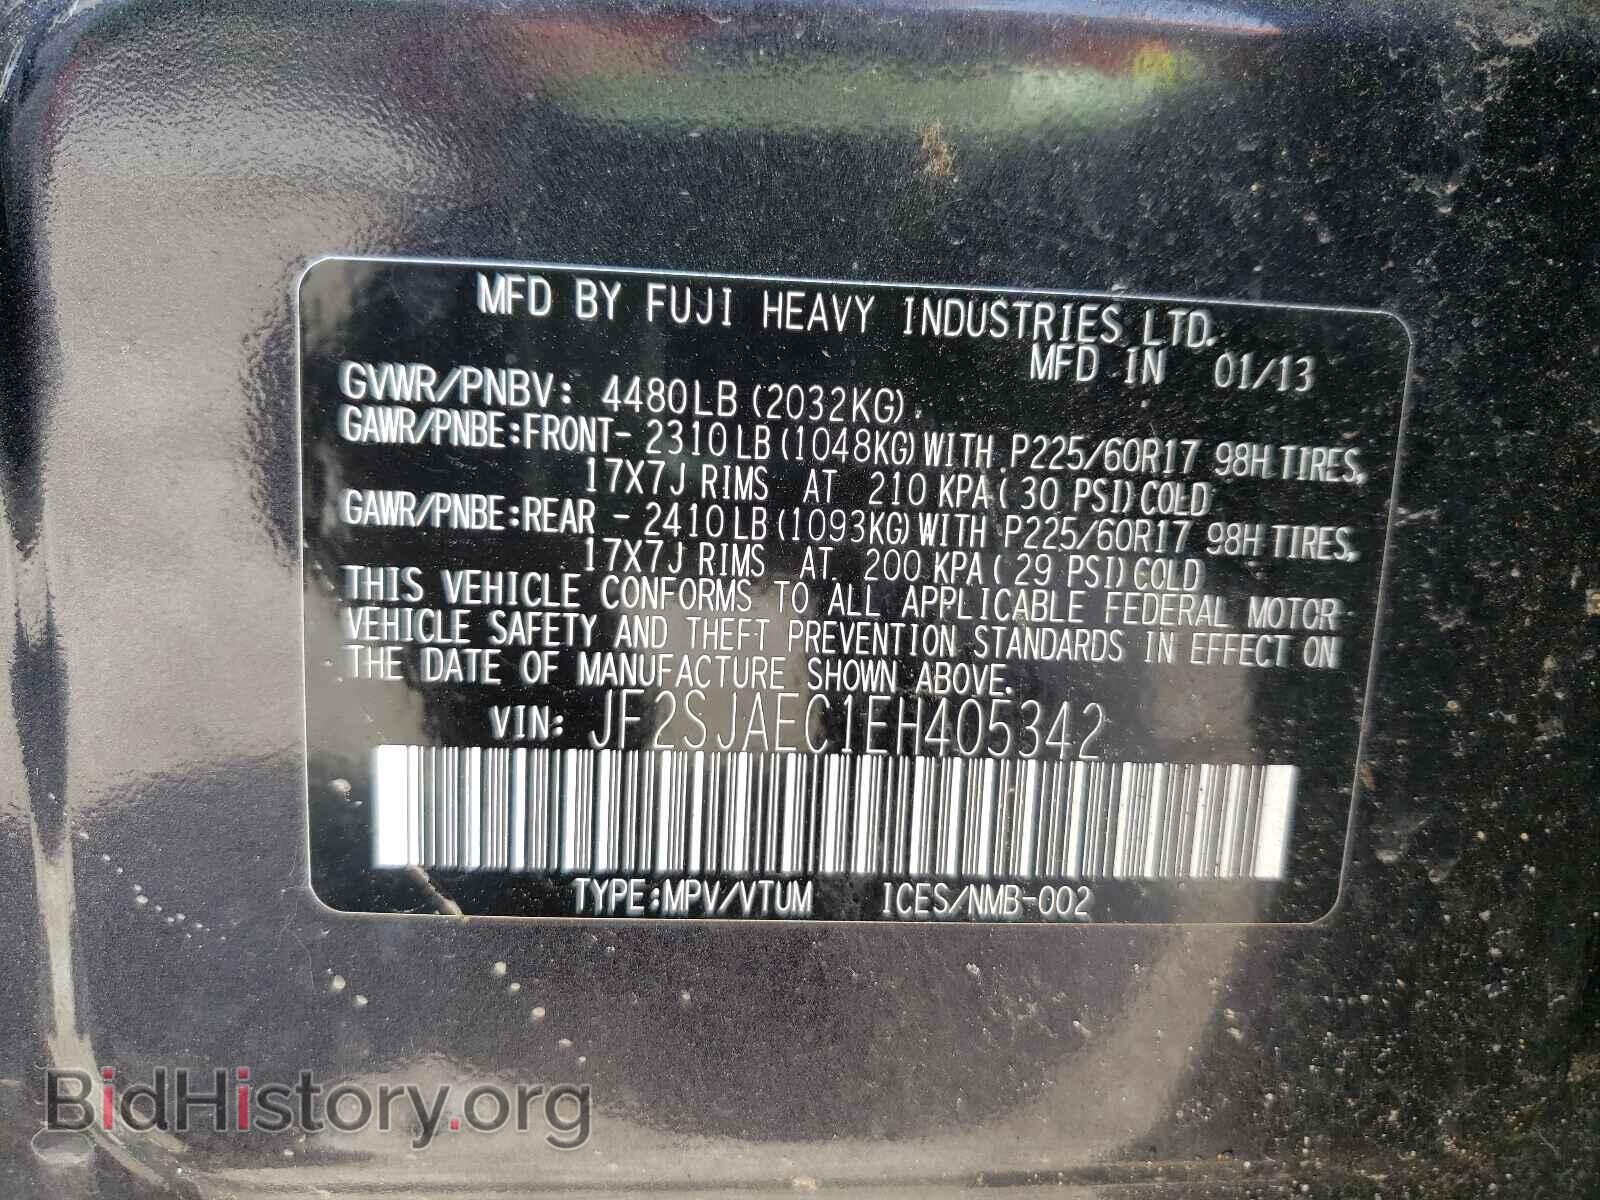 MFD BY FUJI HEAVY INDUSTRIES LTD.
MFD IN 01/13
GVWR/PNBV: 4480LB (2032KG)
GAWR/PNBE:FRONT- 2310LB(1048KG)WITH P225/60R17 98H TIRES,
17X7J RIMS AT 210 KPA(30 PSI)COLD
GAWR/PNBE:REAR - 2410LB(1093KG)WITH P225/60R17 98H TIRES,
17X7J RIMS AT 200 KPA(29 PSI)COLD
THIS VEHICLE CONFORMS TO ALL APPLICABLE FEDERAL MOTOR
VEHICLE SAFETY AND THEFT PREVENTION STANDARDS IN EFFECT ON
THE DATE OF MANUFACTURE SHOWN ABOVE.
VIN: JF2SJAEC1EH405342
TYPE:MPV/VTUM ICES/NMB-002
BidHistory.org